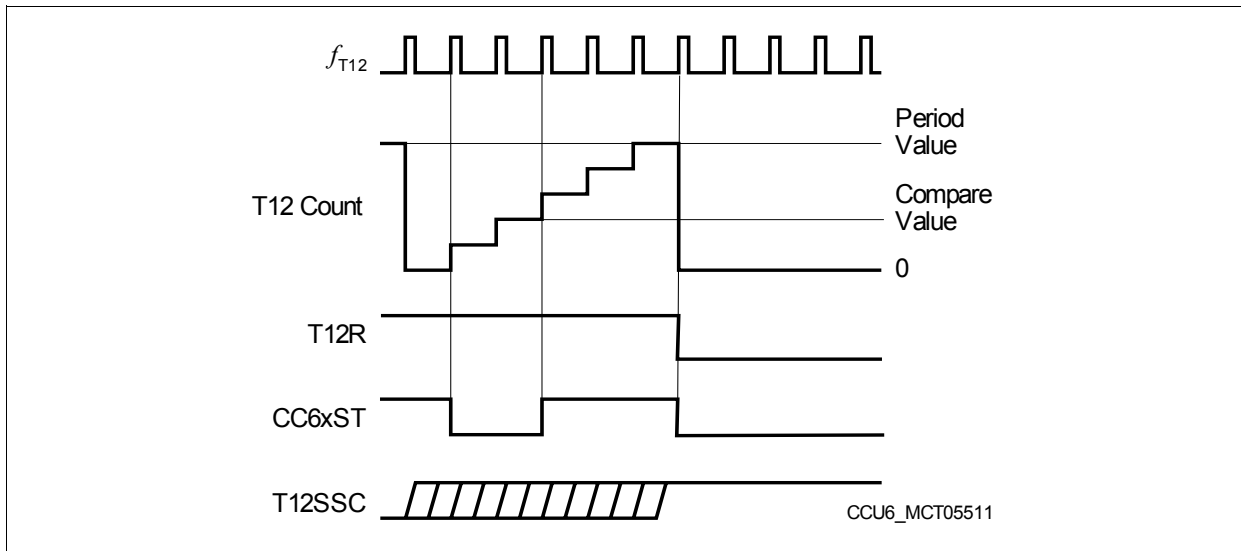 fT12
Period
Value
T12 Count
Compare
Value
0
T12R
CC6xST
T12SSC
CCU6_MCT05511